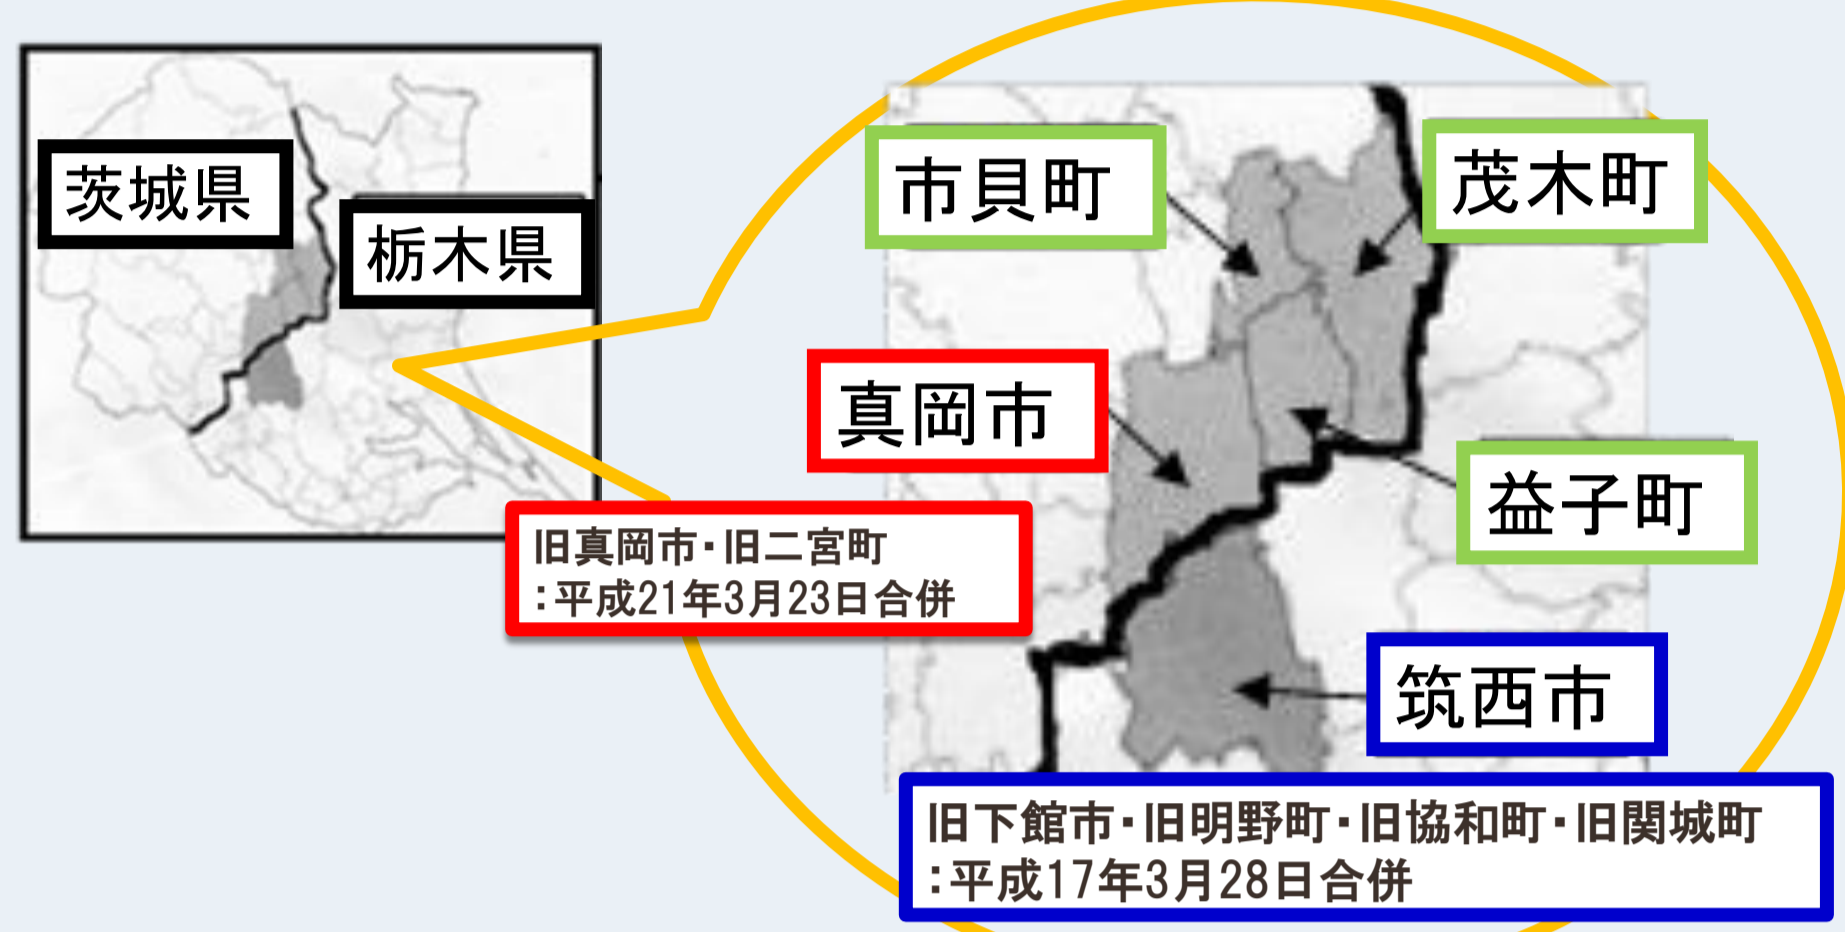 茨城県
栃木県
市貝町
茂木町
真岡市
益子町
旧真岡市・旧二宮町
：平成21年3月23日合併
筑西市
旧下館市・旧明野町・旧協和町・旧関城町
：平成17年3月28日合併